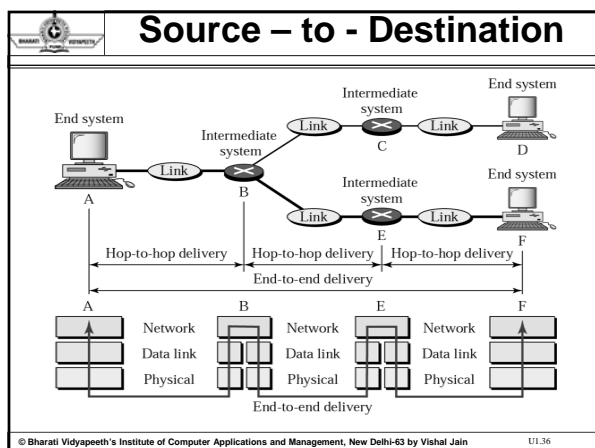 BHARATI VIDYAPEETH
PUNE
Source – to - Destination
Intermediate
system
End system
End system
Link
Link
Intermediate
system
C
D
Link
Intermediate
system
End system
A
B
Link
Link
E
F
Hop-to-hop delivery
Hop-to-hop delivery
Hop-to-hop delivery
End-to-end delivery
A
B
E
F
Network
Network
Network
Data link
Data link
Data link
Physical
Physical
Physical
End-to-end delivery
© Bharati Vidyapeeth's Institute of Computer Applications and Management, New Delhi-63 by Vishal Jain
U1.36